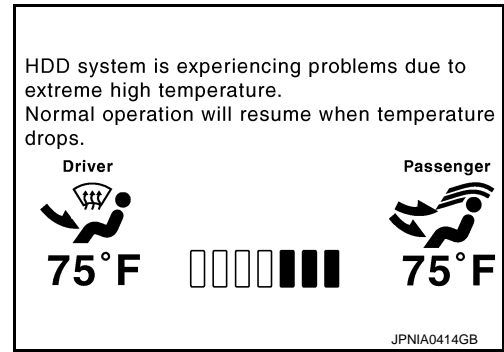 HDD system is experiencing problems due to
extreme high temperature.
Normal operation will resume when temperature
drops.
Driver Passenger
75°F 75°F
JPNIA0414GB